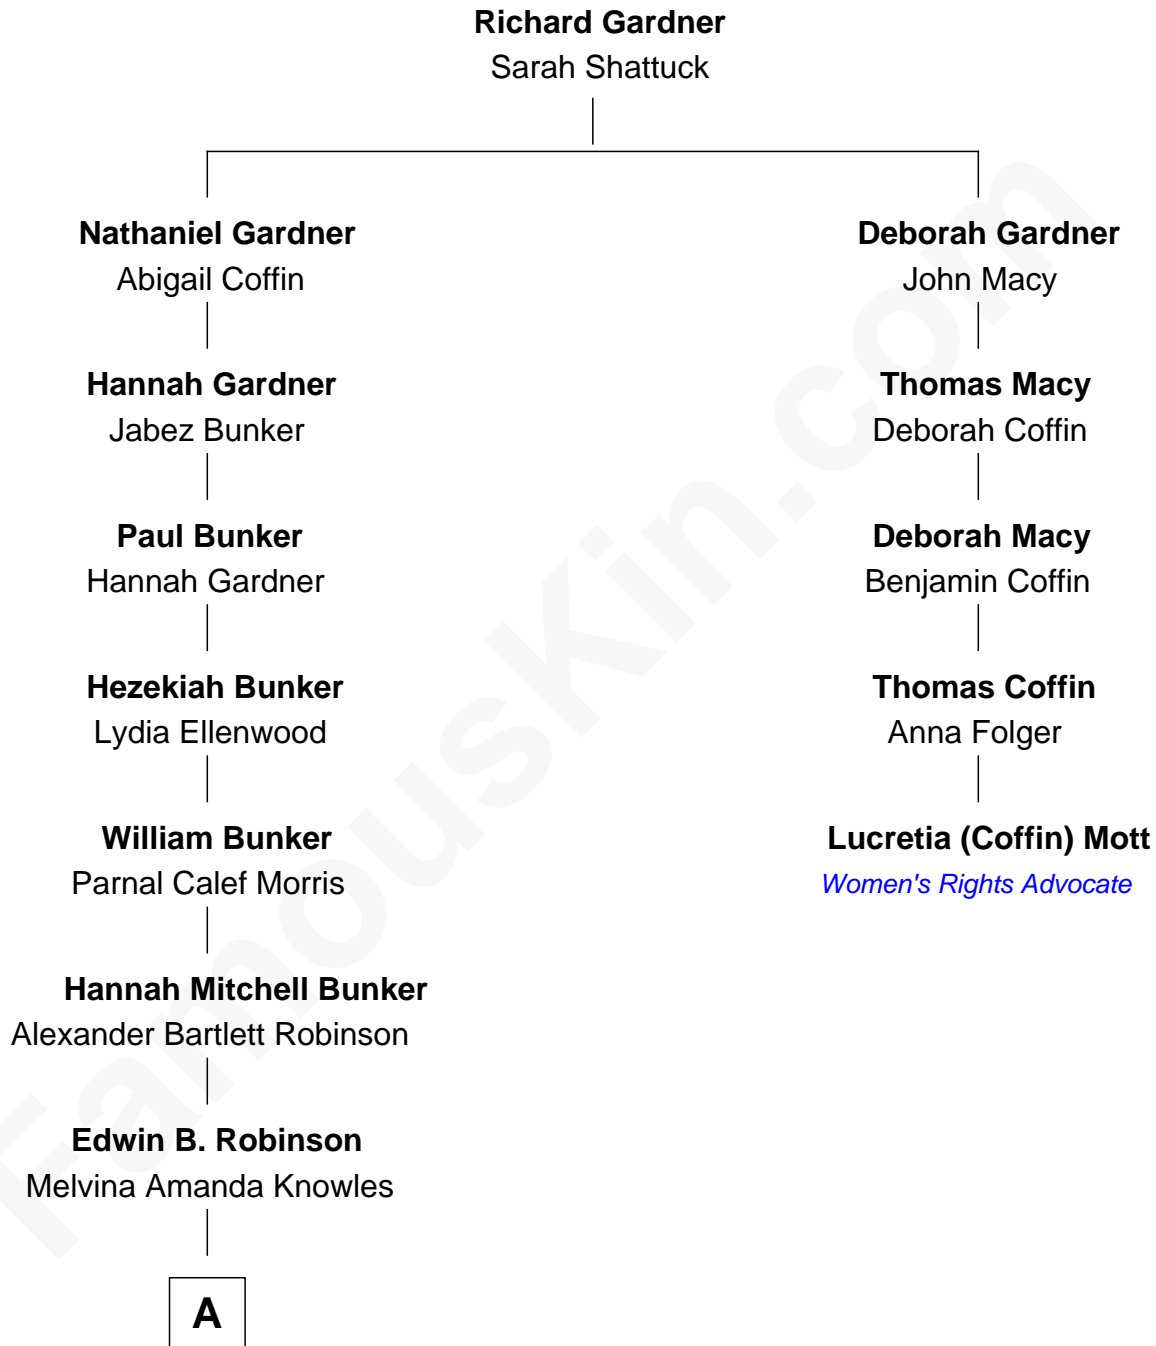 Richard Gardner
Sarah Shattuck
Nathaniel Gardner
Abigail Coffin
Hannah Gardner
Jabez Bunker
Paul Bunker
Hannah Gardner
Hezekiah Bunker
Lydia Ellenwood
William Bunker
Parnal Calef Morris
Hannah Mitchell Bunker
Alexander Bartlett Robinson
Edwin B. Robinson
Melvina Amanda Knowles
A
Deborah Gardner
John Macy
Thomas Macy
Deborah Coffin
Deborah Macy
Benjamin Coffin
Thomas Coffin
Anna Folger
Lucretia (Coffin) Mott
Women's Rights Advocate
FamousKin.com